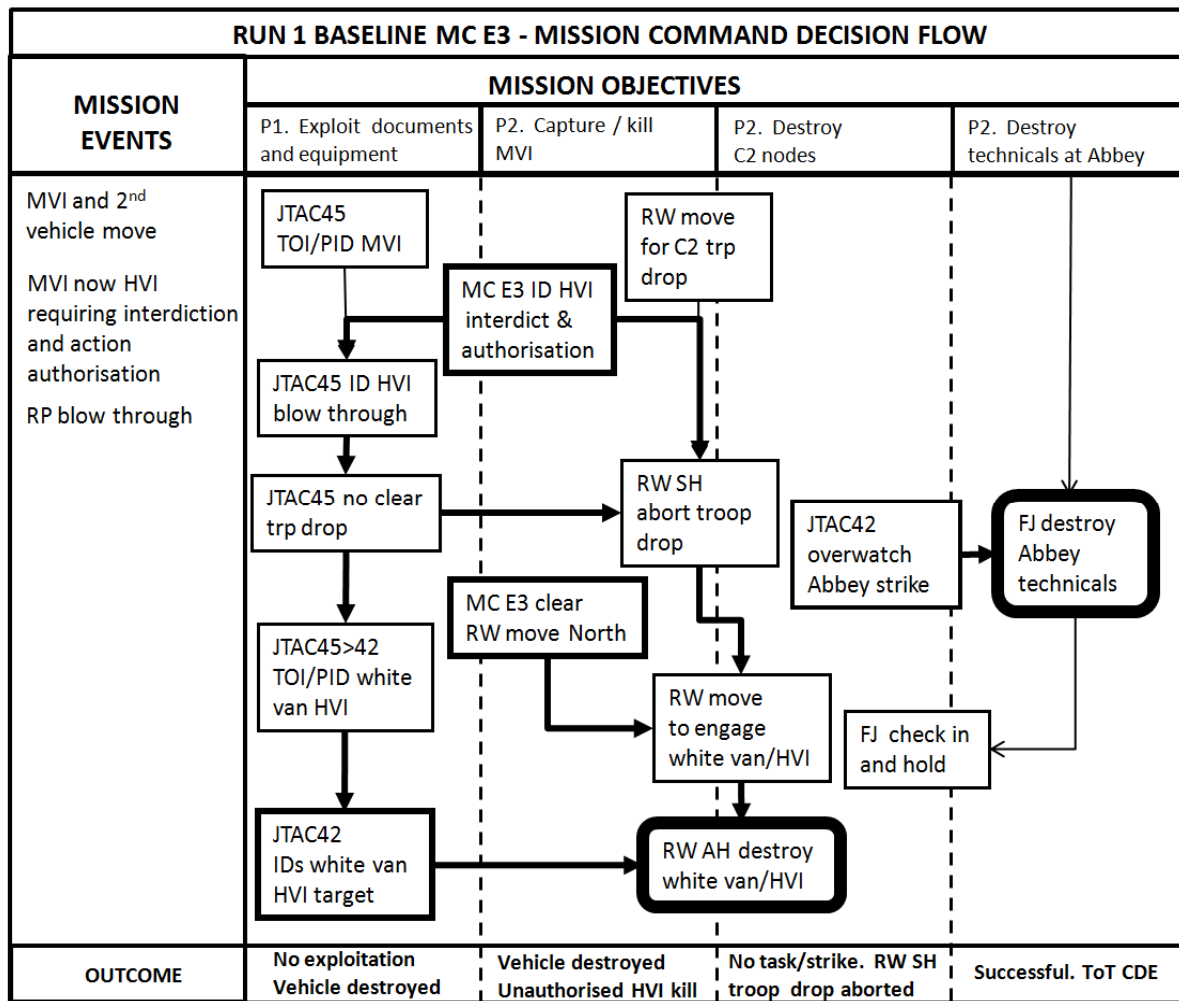 RUN 1 BASELINE MC E3 - MISSION COMMAND DECISION FLOW
MISSION
EVENTS
MISSION OBJECTIVES
P1. Exploit documents
and equipment
P2. Capture / kill
MVI
P2. Destroy
C2 nodes
P2. Destroy
technicals at Abbey
MVI and 2nd
vehicle move
MVI now HVI
requiring interdiction
and action
authorisation
RP blow through
JTAC45
TOI/PID MVI
RW move
for C2 trp
drop
MC E3 ID HVI
interdict &
authorisation
JTAC45 ID HVI
blow through
JTAC45 no clear
trp drop
RW SH
abort troop
drop
JTAC42
overwatch
Abbey strike
FJ destroy
Abbey
technicals
MC E3 clear
RW move North
JTAC45>42
TOI/PID white
van HVI
RW move
to engage
white van/HVI
FJ check in
and hold
JTAC42
IDs white van
HVI target
RW AH destroy
white van/HVI
OUTCOME
No exploitation
Vehicle destroyed
Vehicle destroyed
Unauthorised HVI kill
No task/strike. RW SH
troop drop aborted
Successful. ToT CDE